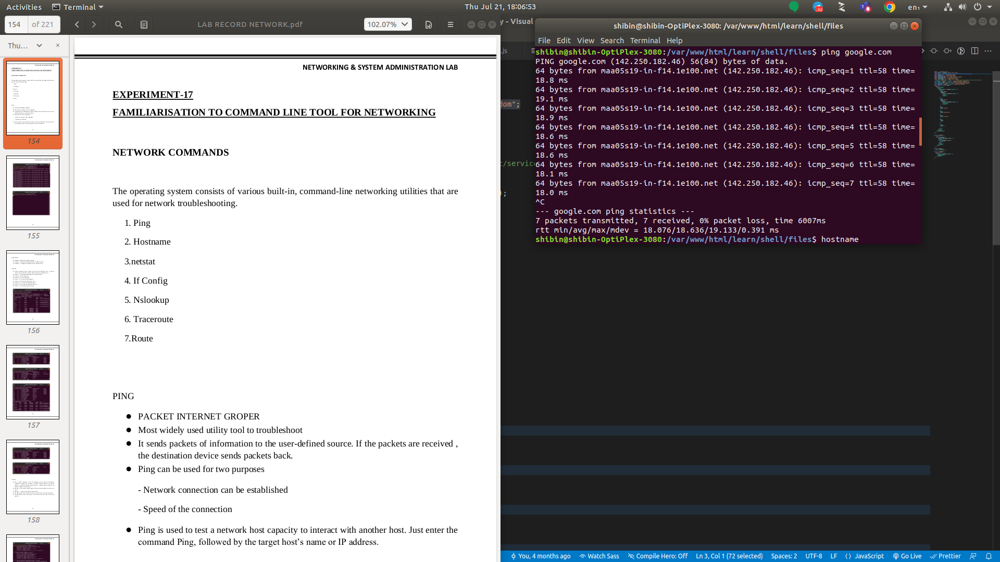 Activities
Terminal
Thu Jul 21, 18:06:53
62
en₁
154
of 221
LAB RECORD NETWORK.pdf
102.07%
Thu...
154
155
156
157
158
NETWORKING & SYSTEM ADMINISTRATION LAB
EXPERIMENT-17
FAMILIARISATION TO COMMAND LINE TOOL FOR NETWORKING
NETWORK COMMANDS
The operating system consists of various built-in, command-line networking utilities that are
used for network troubleshooting.
1. Ping
2. Hostname
3.netstat
4. If Config
5. Nslookup
6. Traceroute
7.Route
PING
● PACKET INTERNET GROPER
● Most widely used utility tool to troubleshoot
● It sends packets of information to the user-defined source. If the packets are received ,
the destination device sends packets back.
● Ping can be used for two purposes
- Network connection can be established
- Speed of the connection
● Ping is used to test a network host capacity to interact with another host. Just enter the
command Ping, followed by the target host's name or IP address.
y - Visual
.js
dom";
c/service
);
shibin@shibin-OptiPlex-3080: /var/www/html/learn/shell/files
File Edit View Search Terminal Help
shibin@shibin-OptiPlex-3080:/var/www/html/learn/shell/files$ ping google.com
PING google.com (142.250.182.46) 56(84) bytes of data.
64 bytes from maa05s19-in-f14.1e100.net (142.250.182.46): icmp_seq=1 ttl=58 time=
18.8 ms
64 bytes from maa05s19-in-f14.1e100.net (142.250.182.46): icmp_seq=2 ttl=58 time=
19.1 ms
64 bytes from maa05s19-in-f14.1e100.net (142.250.182.46): icmp_seq=3 ttl=58 time=
18.9 ms
64 bytes from maa05s19-in-f14.1e100.net (142.250.182.46): icmp_seq=4 ttl=58 time=
18.6 ms
64 bytes from maa05s19-in-f14.1e100.net (142.250.182.46): icmp_seq=5 ttl=58 time=
18.6 ms
64 bytes from maa05s19-in-f14.1e100.net (142.250.182.46): icmp_seq=6 ttl=58 time=
18.1 ms
64 bytes from maa05s19-in-f14.1e100.net (142.250.182.46): icmp_seq=7 ttl=58 time=
18.0 ms
^C
--- google.com ping statistics ---
7 packets transmitted, 7 received, 0% packet loss, time 6007ms
rtt min/avg/max/mdev = 18.076/18.636/19.133/0.391 ms
shibin@shibin-OptiPlex-3080:/var/www/html/learn/shell/files$ hostname
You, 4 months ago
Watch Sass
Compile Hero: Off
Ln 3, Col 1 (72 selected)
Spaces: 2
UTF-8
LF
{ } JavaScript
Go Live
Prettier